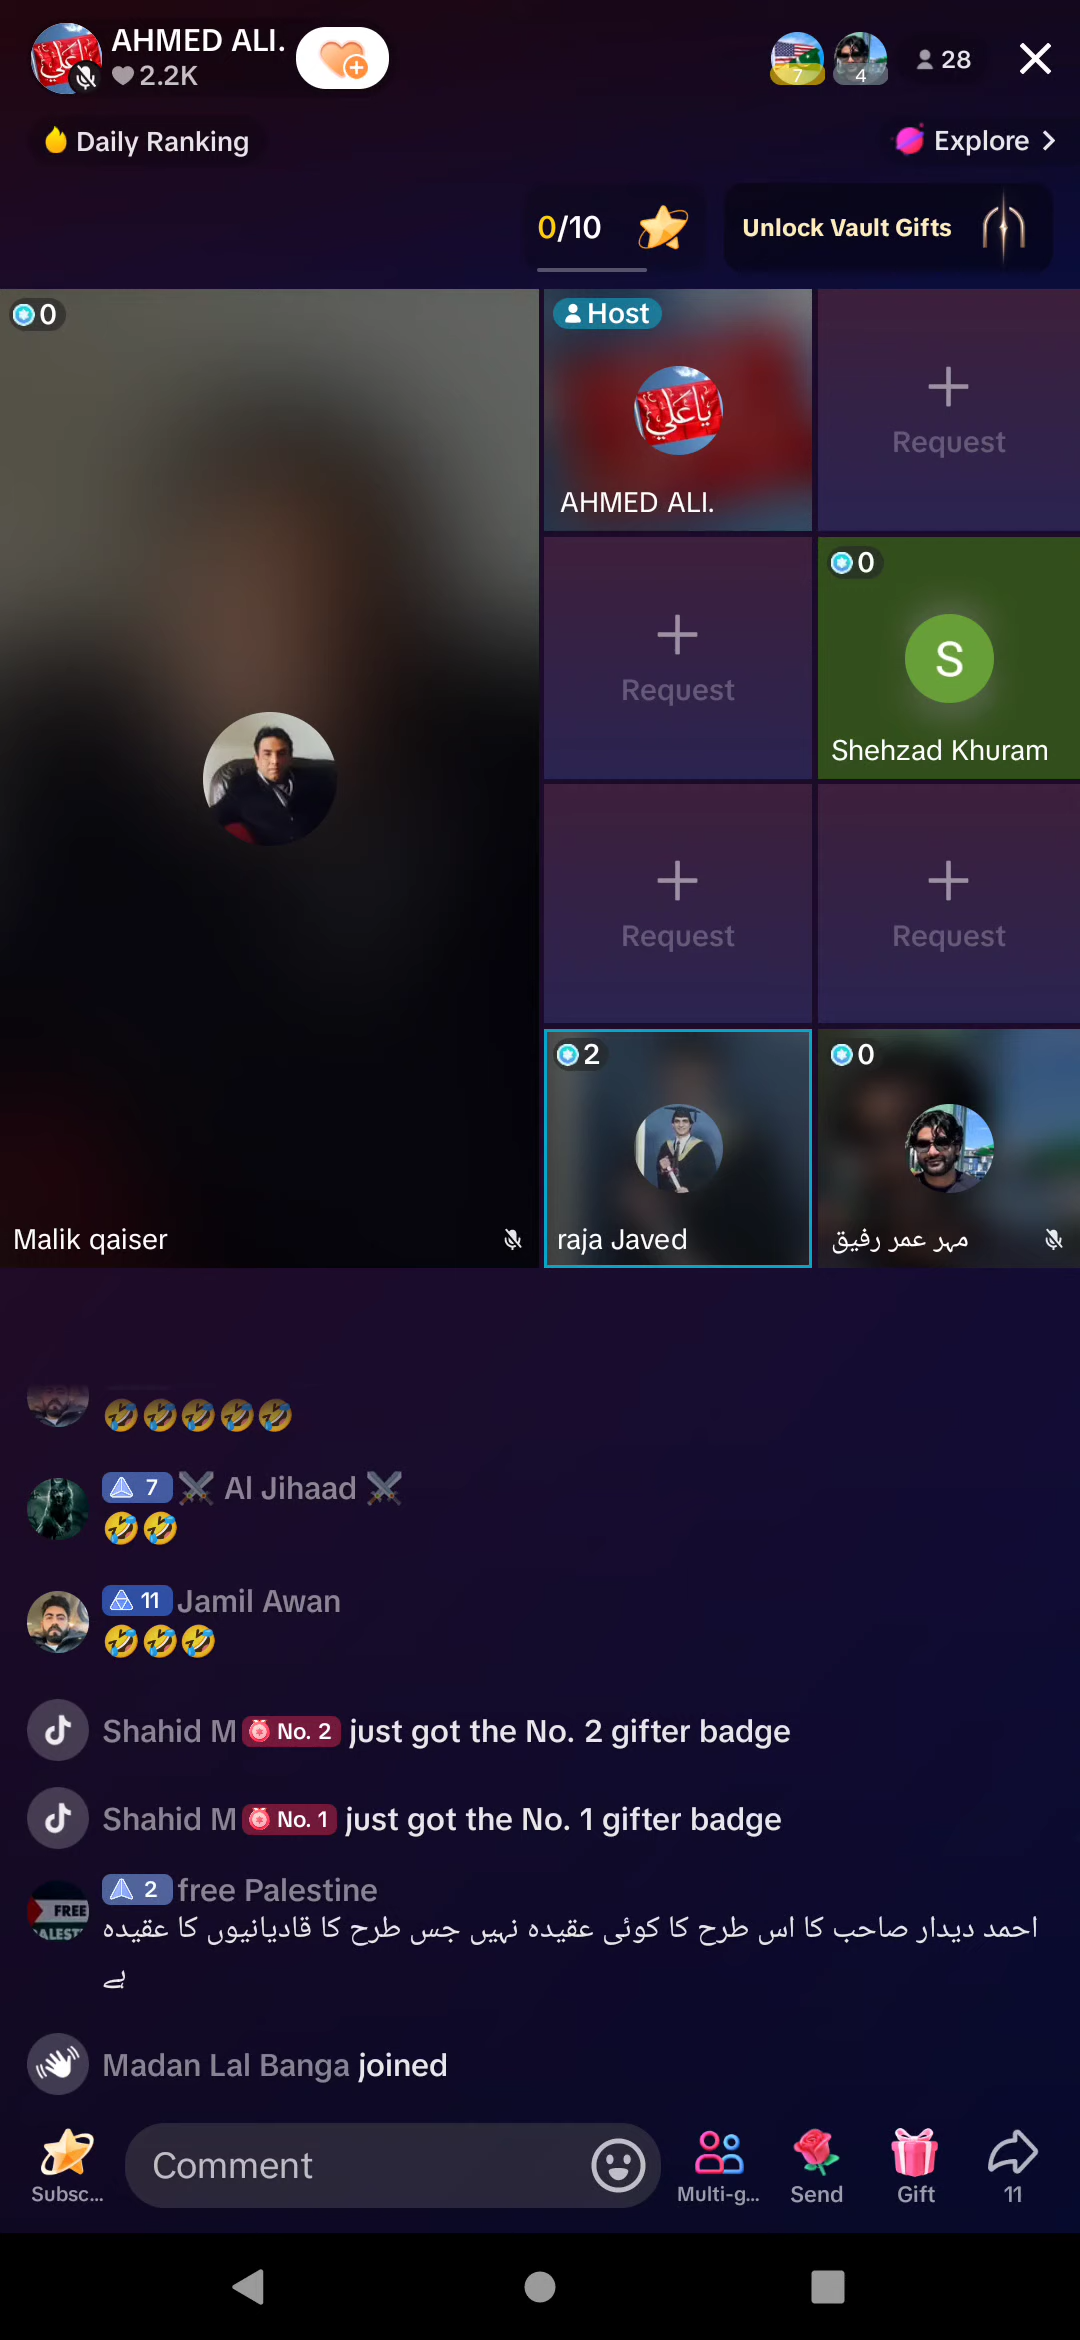 AHMED ALI.
2.2K
7
4
28
Daily Ranking
Explore
0/10
Unlock Vault Gifts
0
Host
ياعلي
AHMED ALI.
Request
Request
0
S
Shehzad Khuram
Request
Request
Malik qaiser
2
raja Javed
0
مہر عمر رفیق
🤣🤣🤣🤣🤣
7 ⚔️ Al Jihaad ⚔️
🤣🤣
11 Jamil Awan
🤣🤣🤣
Shahid M No. 2 just got the No. 2 gifter badge
Shahid M No. 1 just got the No. 1 gifter badge
FREE
2 free Palestine
احمد دیدار صاحب کا اس طرح کا کوئی عقیدہ نہیں جس طرح کا قادیانیوں کا عقیدہ
ہے
Madan Lal Banga joined
Subsc...
Comment
Multi-g...
Send
Gift
11